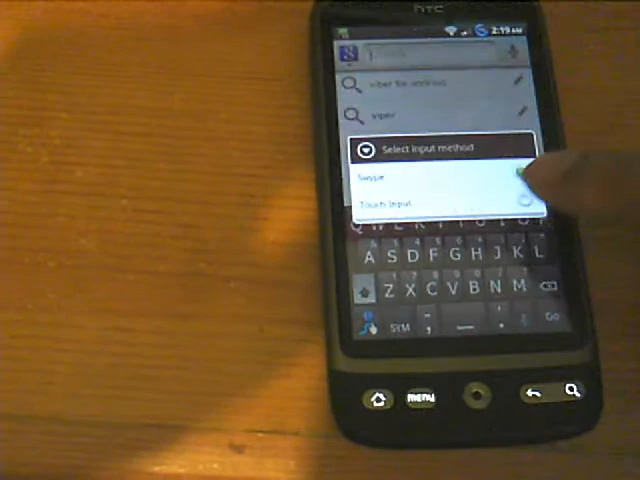 hTC
2:19 AM
viber for android
viper
Select input method
Swype
Touch Input
Q W E R T Y U I O P
A S D F G H J K L
Z X C V B N M
SYM Go
menu